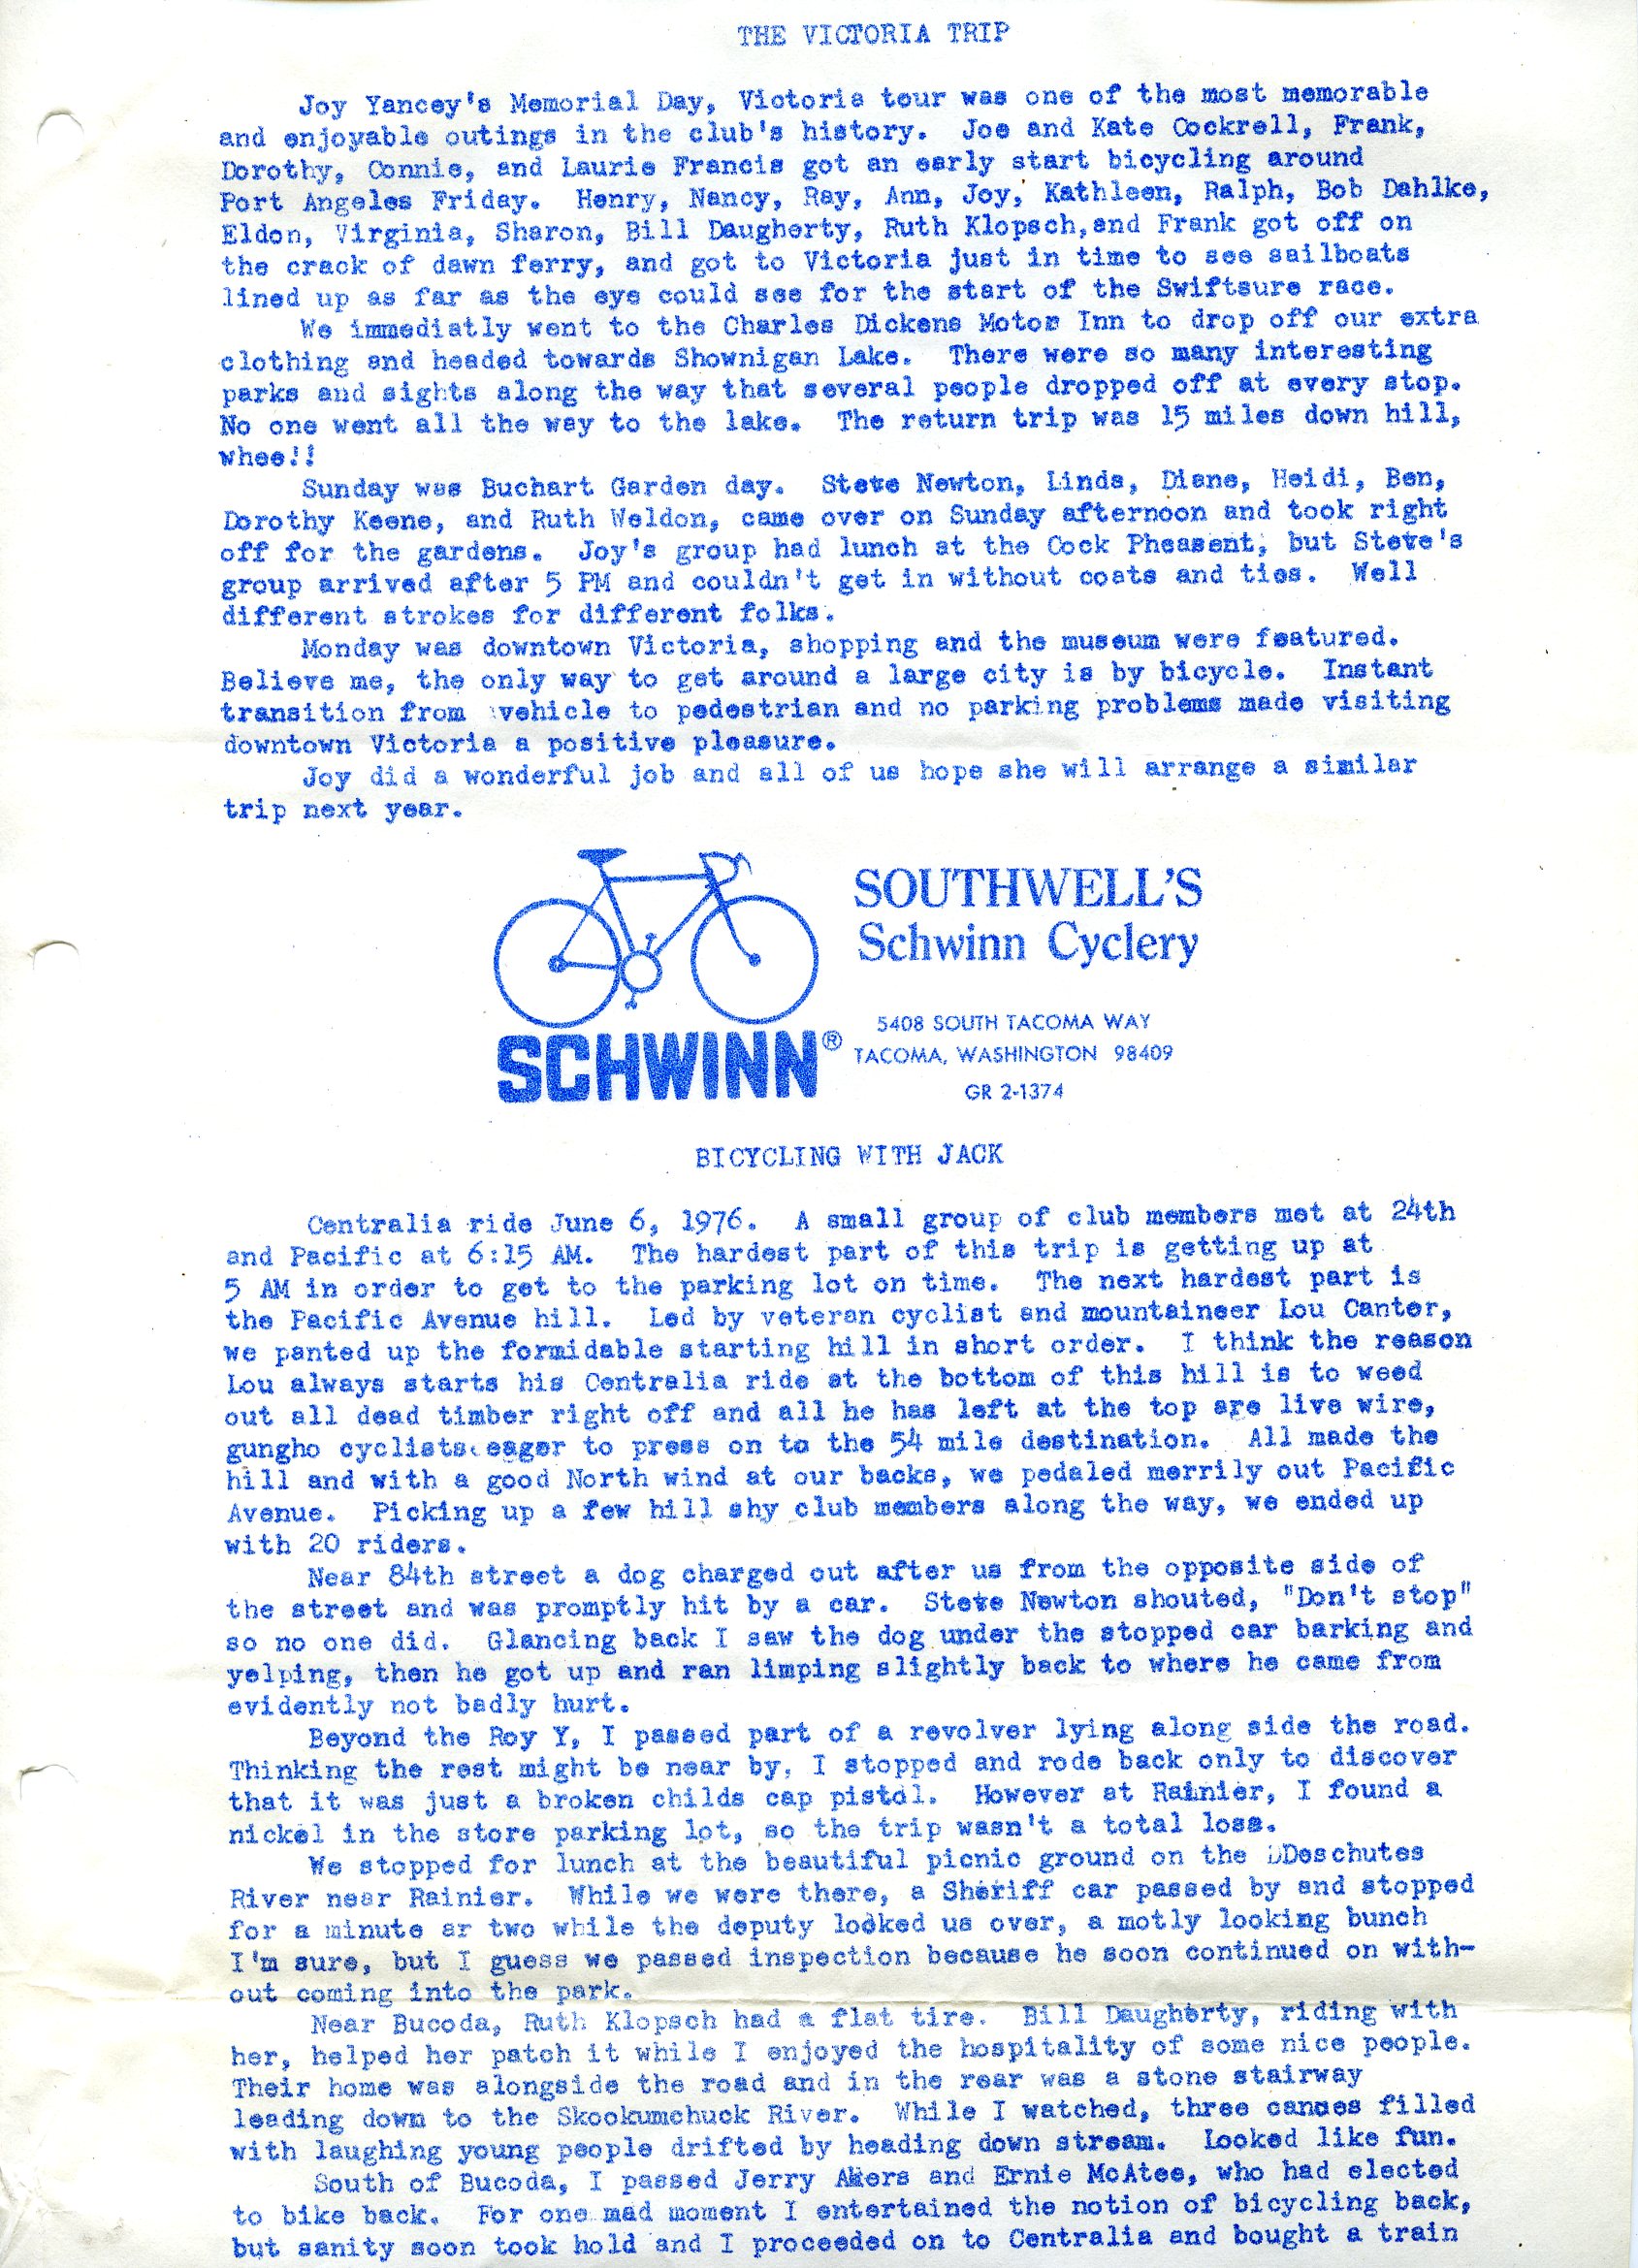 THE VICTORIA TRIP
Joy Yancey's Memorial Day, Victoria tour was one of the most memorable
and enjoyable outings in the club's history. Joe and Kate Cockrell, Frank,
Dorothy, Connie, and Laurie Francis got an early start bicycling around
Port Angeles Friday. Henry, Nancy, Ray, Ann, Joy, Kathleen, Ralph, Bob Dahlke,
Eldon, Virginia, Sharon, Bill Daugherty, Ruth Klopsch,and Frank got off on
the crack of dawn ferry, and got to Victoria just in time to see sailboats
lined up as far as the eye could see for the start of the Swiftsure race.
We immediatly went to the Charles Dickens Motor Inn to drop off our extra
clothing and headed towards Shownigan Lake. There were so many interesting
parks and sights along the way that several people dropped off at every stop.
No one went all the way to the lake. The return trip was 15 miles down hill,
whee!!
Sunday was Buchart Garden day. Steve Newton, Linda, Diane, Heidi, Ben,
Dorothy Keene, and Ruth Weldon, came over on Sunday afternoon and took right
off for the gardens. Joy's group had lunch at the Cock Pheasent, but Steve's
group arrived after 5 PM and couldn't get in without coats and ties. Well
different strokes for different folks.
Monday was downtown Victoria, shopping and the museum were featured.
Believe me, the only way to get around a large city is by bicycle. Instant
transition from vehicle to pedestrian and no parking problems made visiting
downtown Victoria a positive pleasure.
Joy did a wonderful job and all of us hope she will arrange a similar
trip next year.
SOUTHWELL'S
Schwinn Cyclery
5408 SOUTH TACOMA WAY
TACOMA, WASHINGTON 98409
GR 2-1374
SCHWINN®
BICYCLING WITH JACK
Centralia ride June 6, 1976. A small group of club members met at 24th
and Pacific at 6:15 AM. The hardest part of this trip is getting up at
5 AM in order to get to the parking lot on time. The next hardest part is
the Pacific Avenue hill. Led by veteran cyclist and mountaineer Lou Canter,
we panted up the formidable starting hill in short order. I think the reason
Lou always starts his Centralia ride at the bottom of this hill is to weed
out all dead timber right off and all he has left at the top are live wire,
gungho cyclists eager to press on to the 54 mile destination. All made the
hill and with a good North wind at our backs, we pedaled merrily out Pacific
Avenue. Picking up a few hill shy club members along the way, we ended up
with 20 riders.
Near 84th street a dog charged out after us from the opposite side of
the street and was promptly hit by a car. Steve Newton shouted, "Don't stop"
so no one did. Glancing back I saw the dog under the stopped car barking and
yelping, then he got up and ran limping slightly back to where he came from
evidently not badly hurt.
Beyond the Roy Y, I passed part of a revolver lying along side the road.
Thinking the rest might be near by, I stopped and rode back only to discover
that it was just a broken childs cap pistol. However at Rainier, I found a
nickel in the store parking lot, so the trip wasn't a total loss.
We stopped for lunch at the beautiful picnic ground on the DDeschutes
River near Rainier. While we were there, a Sheriff car passed by and stopped
for a minute ar two while the deputy looked us over, a motly looking bunch
I'm sure, but I guess we passed inspection because he soon continued on with-
out coming into the park.
Near Bucoda, Ruth Klopsch had a flat tire. Bill Daugherty, riding with
her, helped her patch it while I enjoyed the hospitality of some nice people.
Their home was alongside the road and in the rear was a stone stairway
leading down to the Skookumchuck River. While I watched, three canoes filled
with laughing young people drifted by heading down stream. Looked like fun.
South of Bucoda, I passed Jerry Akers and Ernie McAtee, who had elected
to bike back. For one mad moment I entertained the notion of bicycling back,
but sanity soon took hold and I proceeded on to Centralia and bought a train